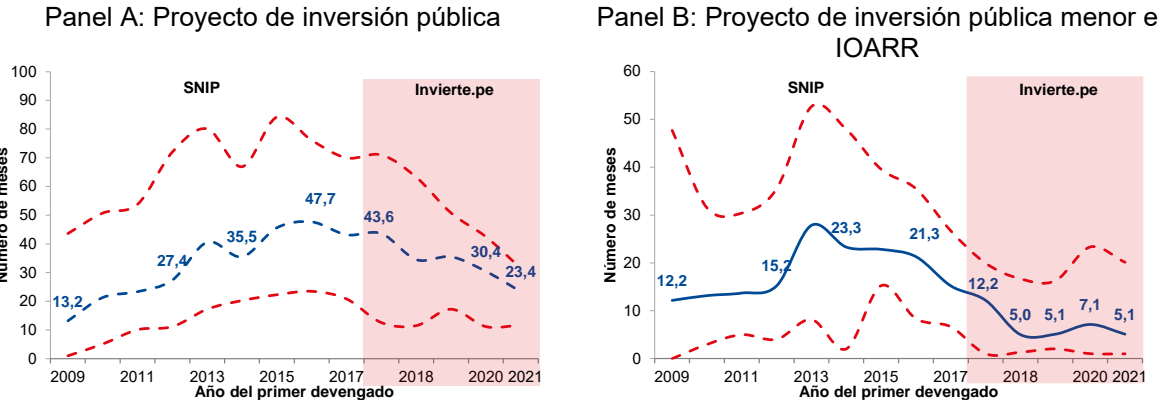 Panel A: Proyecto de inversión pública
100
90
80
70
60
50
40
30
20
10
0
Número de meses
SNIP
Invierte.pe
13,2
27,4
35,5
47,7
43,6
30,4
23,4
2009 2011 2013 2015 2017 2018 2020 2021
Año del primer devengado
Panel B: Proyecto de inversión pública menor e
IOARR
60
50
40
30
20
10
0
Número de meses
SNIP
Invierte.pe
12,2
15,2
23,3
21,3
12,2
5,0
5,1
7,1
5,1
2009 2011 2013 2015 2017 2018 2020 2021
Año del primer devengado